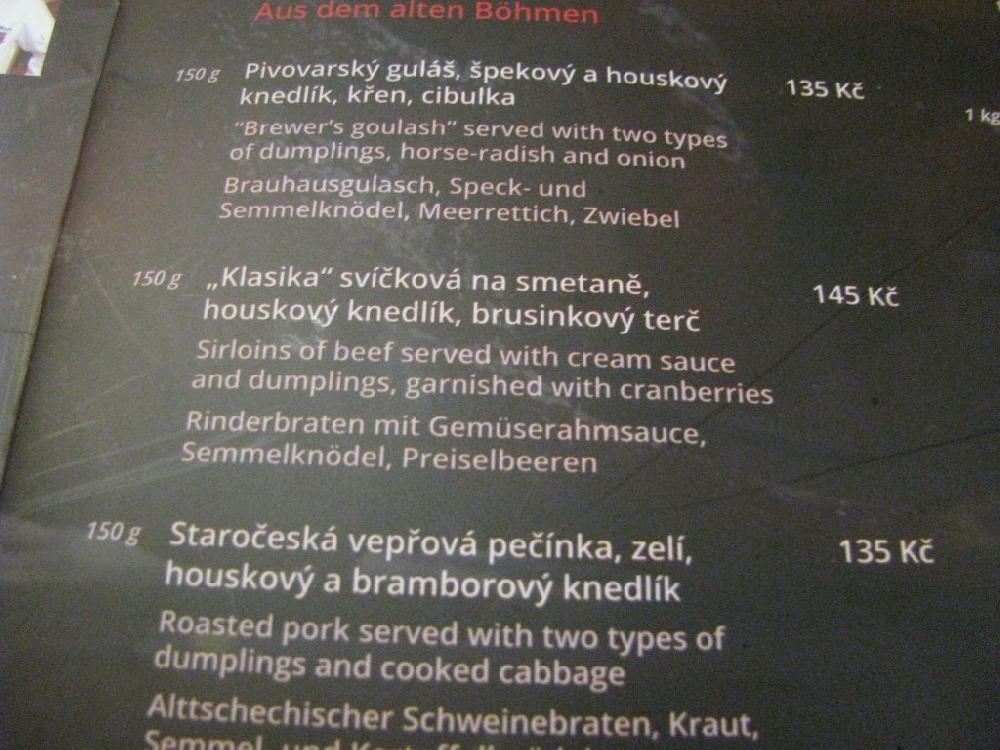 Aus dem alten Böhmen
150 g Pivovarský guláš, špekový a houskový 135 Kč
knedlík, křen, cibulka
1 kg
"Brewer's goulash" served with two types
of dumplings, horse-radish and onion
Brauhausgulasch, Speck- und
Semmelknödel, Meerrettich, Zwiebel
150 g „Klasika“ svíčková na smetaně, 145 Kč
houskový knedlík, brusinkový terč
Sirloins of beef served with cream sauce
and dumplings, garnished with cranberries
Rinderbraten mit Gemüserahmsauce,
Semmelknödel, Preiselbeeren
150 g Staročeská vepřová pečínka, zelí, 135 Kč
houskový a bramborový knedlík
Roasted pork served with two types of
dumplings and cooked cabbage
Alttschechischer Schweinebraten, Kraut,
Semmel- und